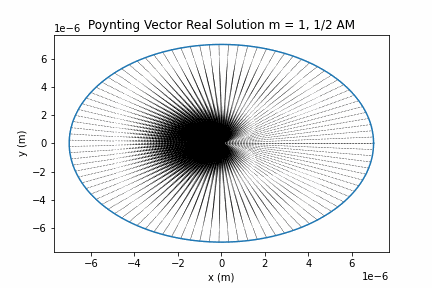 Poynting Vector Real Solution m = 1, 1/2 AM
1e−6
6
4
2
0
−2
−4
−6
y (m)
−6 −4 −2 0 2 4 6
x (m)
1e−6